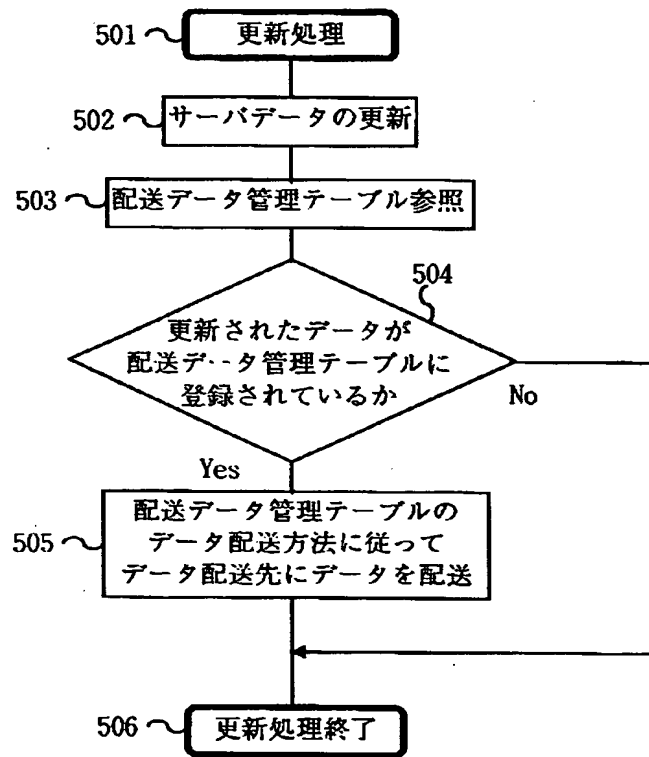 501
更新処理
502
サーバデータの更新
503
配送データ管理テーブル参照
504
更新されたデータが
配送データ管理テーブルに
登録されているか
No
Yes
505
配送データ管理テーブルの
データ配送方法に従って
データ配送先にデータを配送
506
更新処理終了